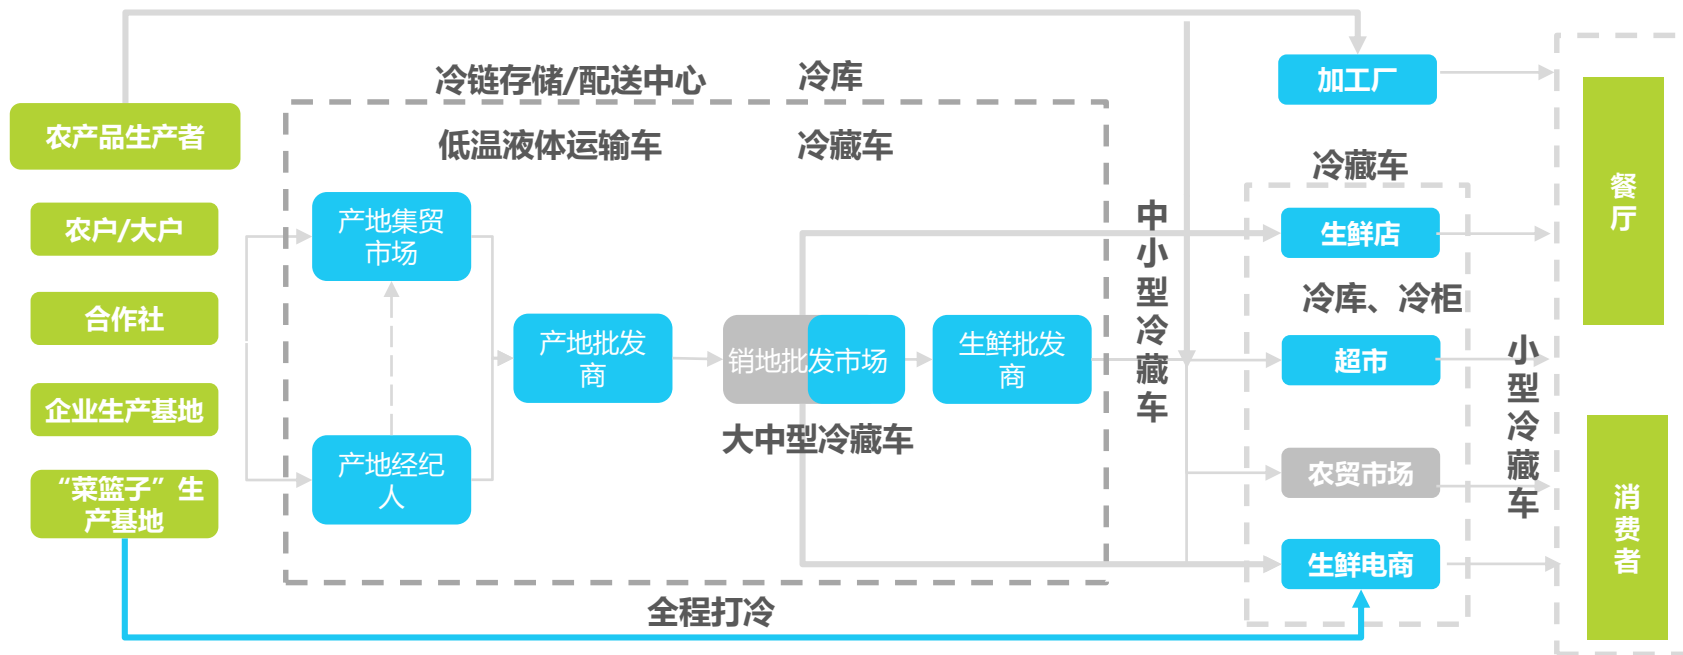 冷链存储/配送中心
冷库
加工厂
农产品生产者
低温液体运输车
冷藏车
冷藏车
农户/大户
产地集贸
市场
中
小
型
冷
藏
车
生鲜店
餐
厅
合作社
冷库、冷柜
产地批发
商
销地批发市场
生鲜批发
商
超市
小
型
冷
藏
车
企业生产基地
大中型冷藏车
产地经纪
人
农贸市场
“菜篮子”生
产基地
消
费
者
生鲜电商
全程打冷